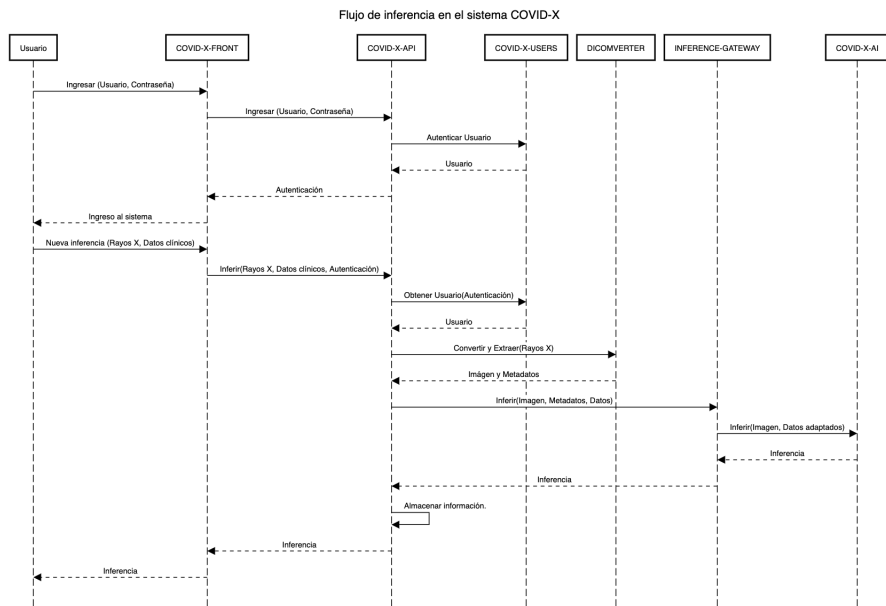 Flujo de inferencia en el sistema COVID-X
Usuario
COVID-X-FRONT
COVID-X-API
COVID-X-USERS
DICOMVERTER
INFERENCE-GATEWAY
COVID-X-AI
Ingresar (Usuario, Contraseña)
Ingresar (Usuario, Contraseña)
Autenticar Usuario
Usuario
Autenticación
Ingreso al sistema
Nueva inferencia (Rayos X, Datos clínicos)
Inferir(Rayos X, Datos clínicos, Autenticación)
Obtener Usuario(Autenticación)
Usuario
Convertir y Extraer(Rayos X)
Imágen y Metadatos
Inferir(Imagen, Metadatos, Datos)
Inferir(Imagen, Datos adaptados)
Inferencia
Inferencia
Almacenar información.
Inferencia
Inferencia